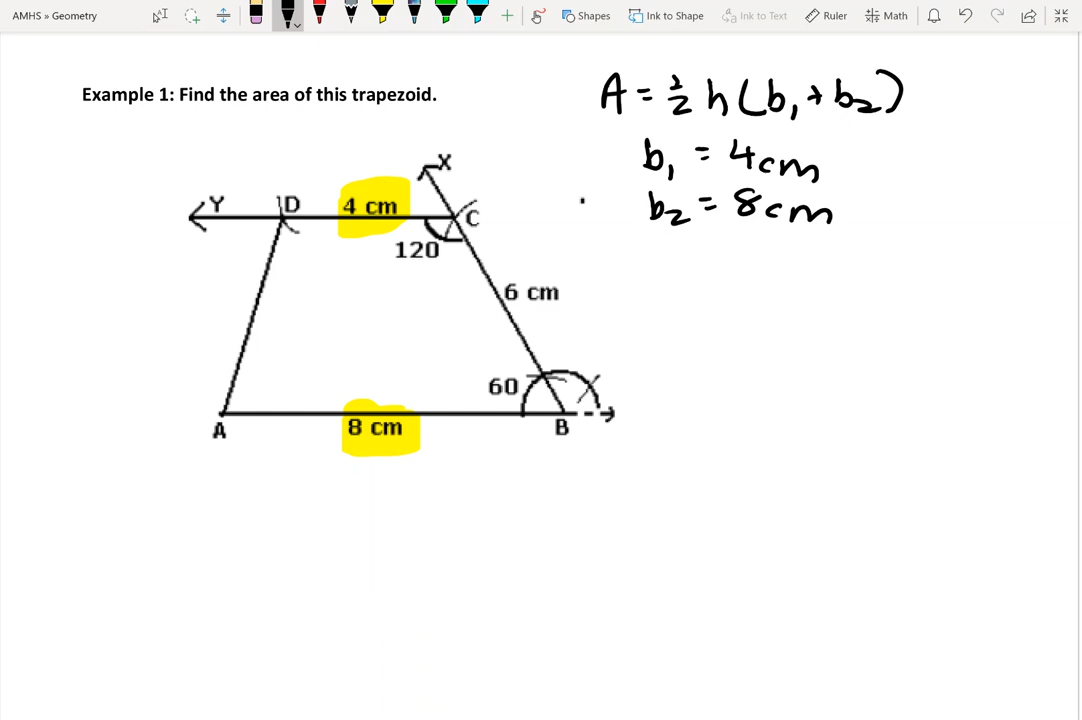 AMHS » Geometry
Shapes
Ink to Shape
Ink to Text
Ruler
Math
Example 1: Find the area of this trapezoid.
A = 1/2 h (b₁ + b₂)
b₁ = 4cm
b₂ = 8cm
X
Y
D
4 cm
C
120
6 cm
60
A
8 cm
B